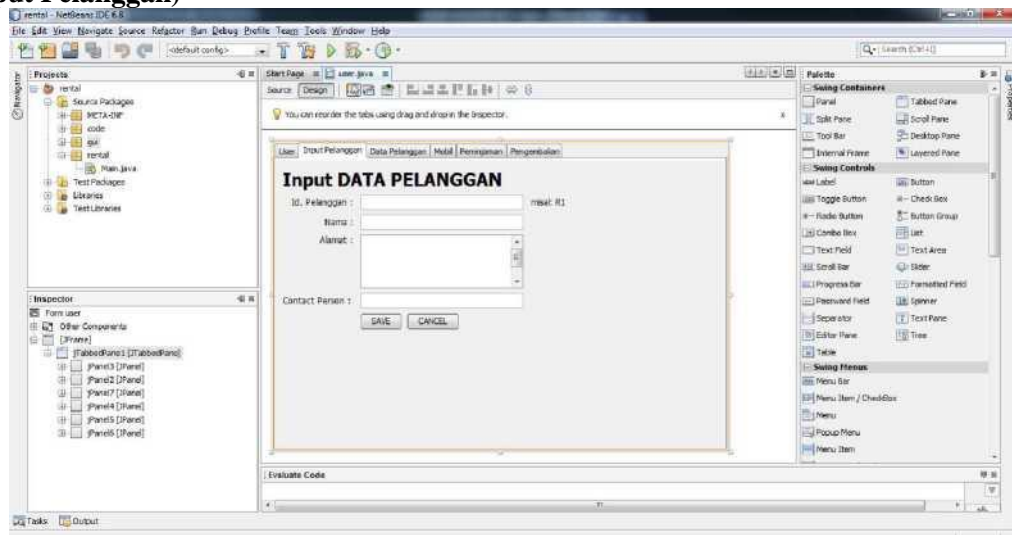 out Pelanggan)
rental - NetBeans IDE 6.8
File Edit View Navigate Source Refactor Run Debug Profile Team Tools Window Help
<default config>
Search (Ctrl+I)
Navigator
Projects
rental
Source Packages
META-INF
code
gui
rental
Main.java
Test Packages
Libraries
Test Libraries
Inspector
Form user
Other Components
[JFrame]
jTabbedPane1 [JTabbedPane]
jPanel3 [JPanel]
jPanel2 [JPanel]
jPanel7 [JPanel]
jPanel4 [JPanel]
jPanel5 [JPanel]
jPanel6 [JPanel]
Start Page user.java
Source Design
You can reorder the tabs using drag and drop in the Inspector.
User Input Pelanggan Data Pelanggan Mobil Peminjaman Pengembalian
Input DATA PELANGGAN
Id. Pelanggan : misal: R1
Nama :
Alamat :
Contact Person :
SAVE CANCEL
Evaluate Code
Palette
Swing Containers
Panel Tabbed Pane
Split Pane Scroll Pane
Tool Bar Desktop Pane
Internal Frame Layered Pane
Swing Controls
Label Button
Toggle Button Check Box
Radio Button Button Group
Combo Box List
Text Field Text Area
Scroll Bar Slider
Progress Bar Formatted Field
Password Field Spinner
Separator Text Pane
Editor Pane Tree
Table
Swing Menus
Menu Bar
Menu Item / CheckBox
Menu
Popup Menu
Menu Item
Properties
Tasks Output